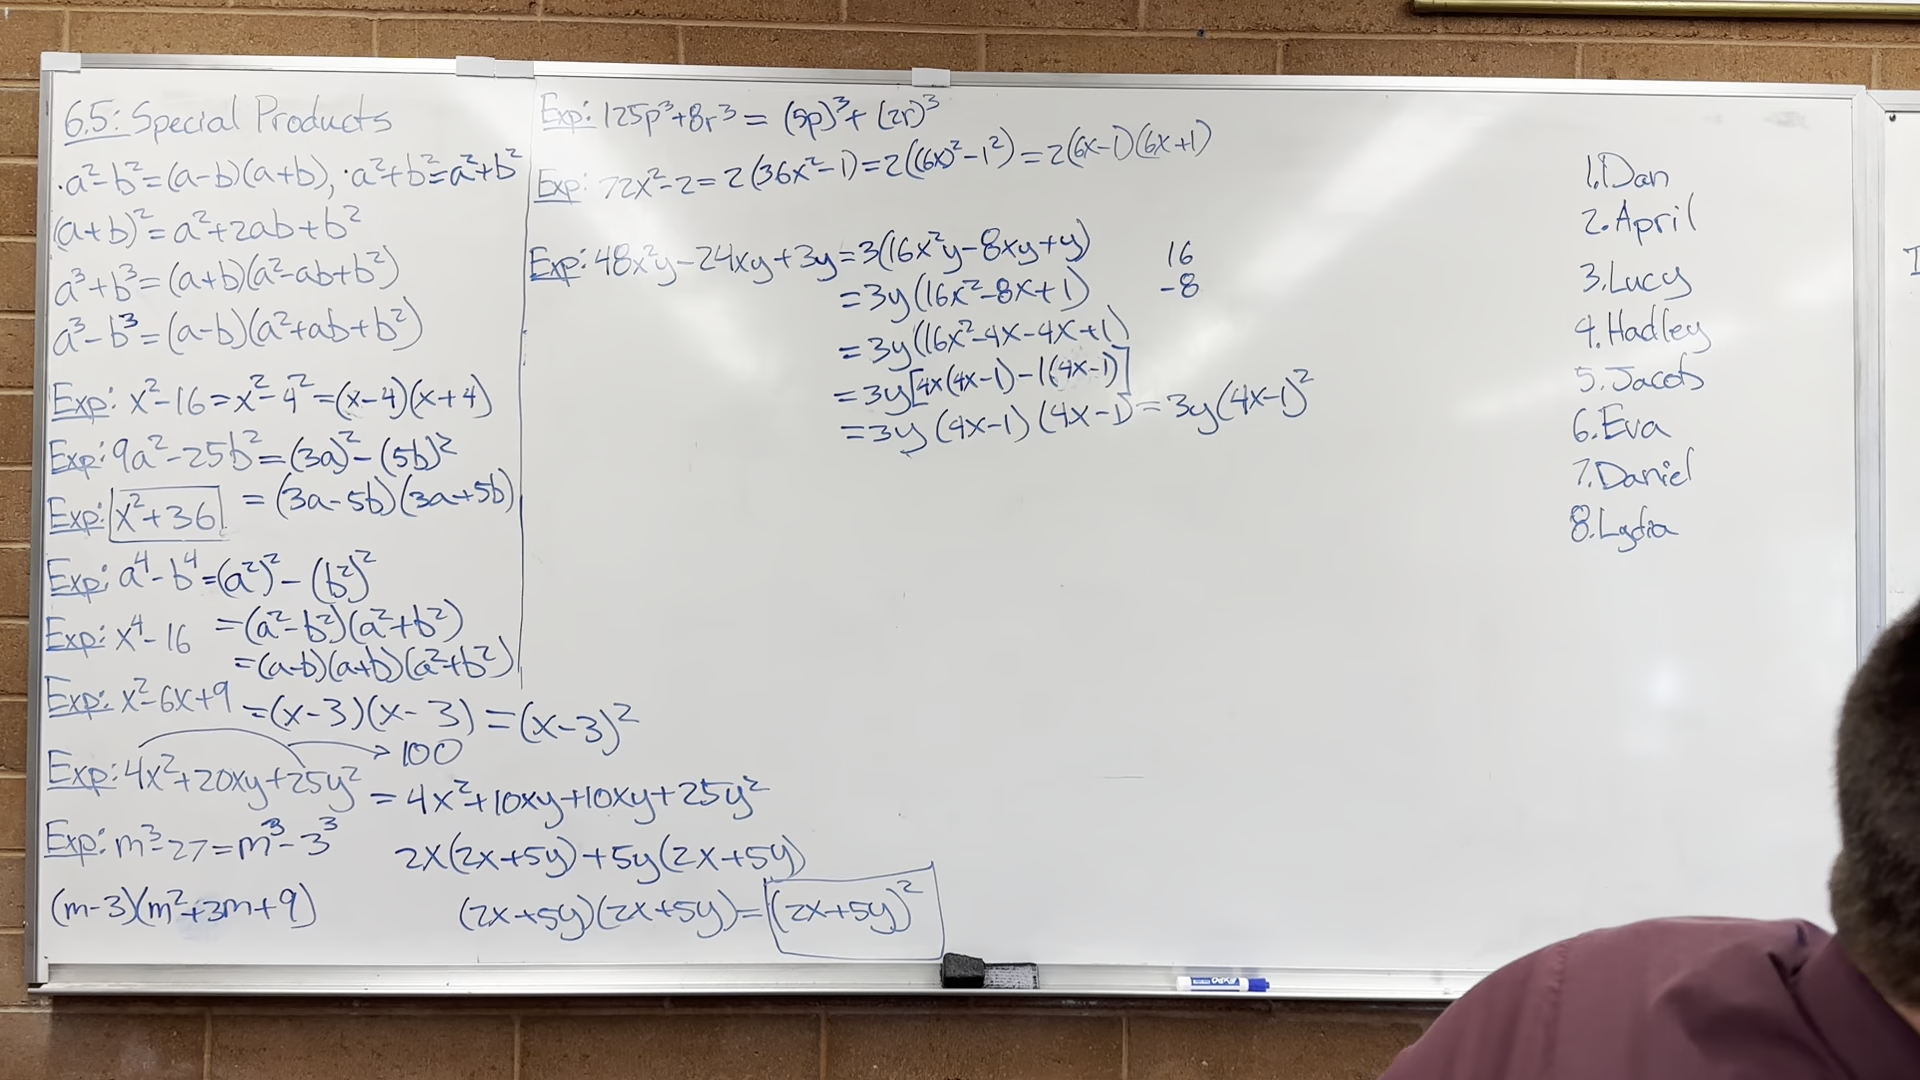 6.5: Special Products
·a²-b²=(a-b)(a+b), ·a²+b²=a²+b²
(a+b)²=a²+2ab+b²
a³+b³=(a+b)(a²-ab+b²)
a³-b³=(a-b)(a²+ab+b²)
Exp: x²-16=x²-4²=(x-4)(x+4)
Exp: 9a²-25b²=(3a)²-(5b)²
=(3a-5b)(3a+5b)
Exp: x²+36
Exp: a⁴-b⁴=(a²)²-(b²)²
=(a²-b²)(a²+b²)
=(a-b)(a+b)(a²+b²)
Exp: x⁴-16
Exp: x²-6x+9=(x-3)(x-3)=(x-3)²
100
Exp: 4x²+20xy+25y²=4x²+10xy+10xy+25y²
2x(2x+5y)+5y(2x+5y)
(2x+5y)(2x+5y)=(2x+5y)²
Exp: m³-27=m³-3³
(m-3)(m²+3m+9)
Exp: 125p³+8r³=(5p)³+(2r)³
Exp: 72x²-2=2(36x²-1)=2((6x)²-1²)=2(6x-1)(6x+1)
Exp: 48x²y-24xy+3y=3(16x²y-8xy+y)
=3y(16x²-8x+1)
=3y(16x²-4x-4x+1)
=3y[4x(4x-1)-1(4x-1)]
=3y(4x-1)(4x-1)=3y(4x-1)²
16
-8
1.Dan
2.April
3.Lucy
4.Hadley
5.Jacob
6.Eva
7.Daniel
8.Lydia